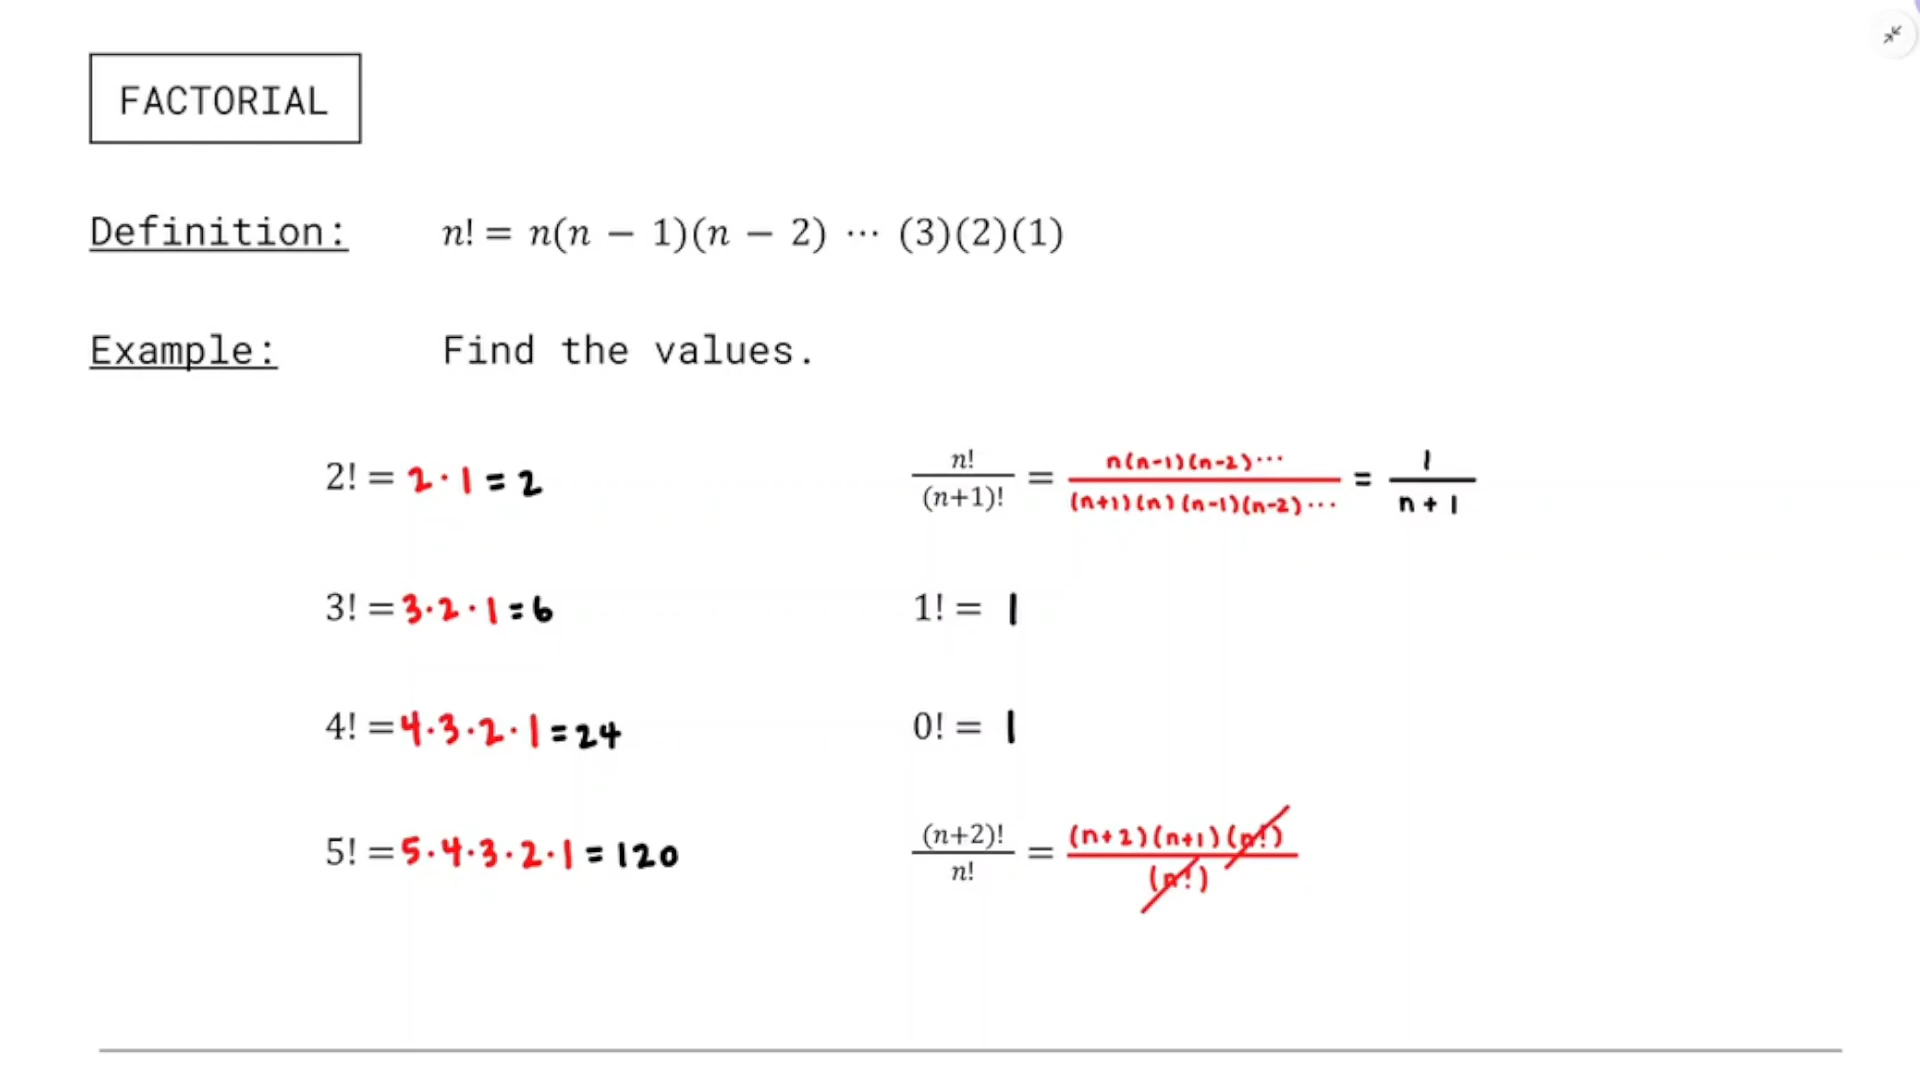 FACTORIAL
Definition: n! = n(n − 1)(n − 2) ⋯ (3)(2)(1)
Example: Find the values.
2! = 2 · 1 = 2
3! = 3 · 2 · 1 = 6
4! = 4 · 3 · 2 · 1 = 24
5! = 5 · 4 · 3 · 2 · 1 = 120
n!/(n+1)! = n(n-1)(n-2)⋯/(n+1)(n)(n-1)(n-2)⋯ = 1/n+1
1! = 1
0! = 1
(n+2)!/n! = (n+2)(n+1)(n!)/(n!)